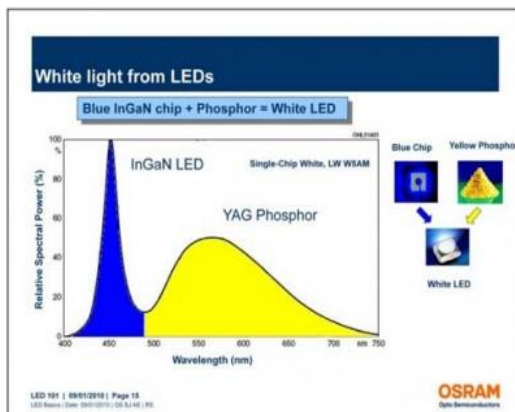 White light from LEDs
Blue InGaN chip + Phosphor = White LED
100
%
80
60
40
20
0
Relative Spectral Power (%)
InGaN LED
Single-Chip White, LW W5AM
YAG Phosphor
400
450
500
550
600
650
nm
750
Wavelength (nm)
Blue Chip
Yellow Phospho
White LED
LED 101 | 09/01/2010 | Page 15
OSRAM
Opto Semiconductors